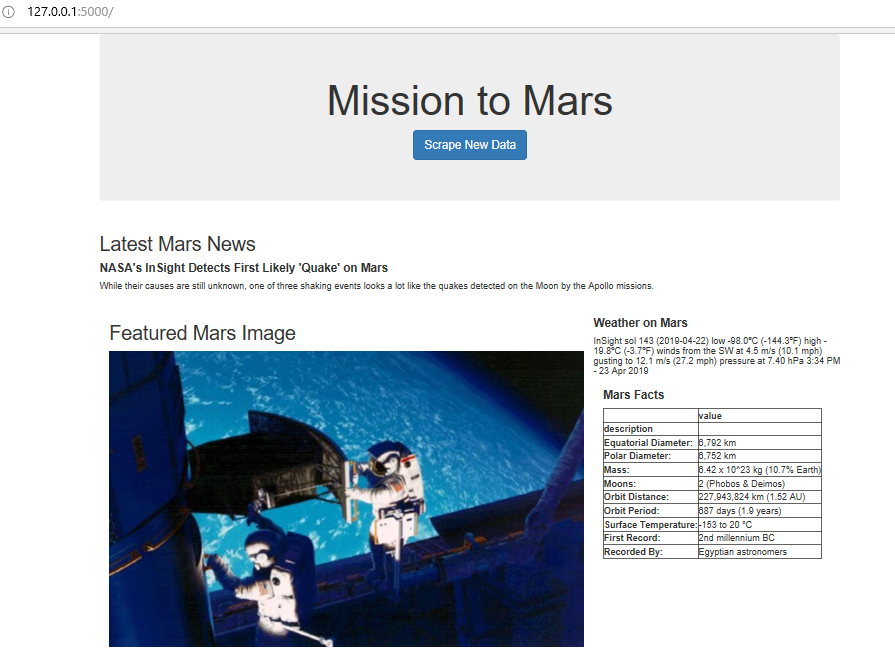 127.0.0.1:5000/
Mission to Mars
Scrape New Data
Latest Mars News
NASA's InSight Detects First Likely 'Quake' on Mars
While their causes are still unknown, one of three shaking events looks a lot like the quakes detected on the Moon by the Apollo missions.
Featured Mars Image
Weather on Mars
InSight sol 143 (2019-04-22) low -98.0ºC (-144.3ºF) high -
19.8ºC (-3.7ºF) winds from the SW at 4.5 m/s (10.1 mph)
gusting to 12.1 m/s (27.2 mph) pressure at 7.40 hPa 3:34 PM
- 23 Apr 2019
Mars Facts
value
description
Equatorial Diameter: 6,792 km
Polar Diameter: 6,752 km
Mass: 6.42 x 10^23 kg (10.7% Earth)
Moons: 2 (Phobos & Deimos)
Orbit Distance: 227,943,824 km (1.52 AU)
Orbit Period: 687 days (1.9 years)
Surface Temperature: -153 to 20 °C
First Record: 2nd millennium BC
Recorded By: Egyptian astronomers